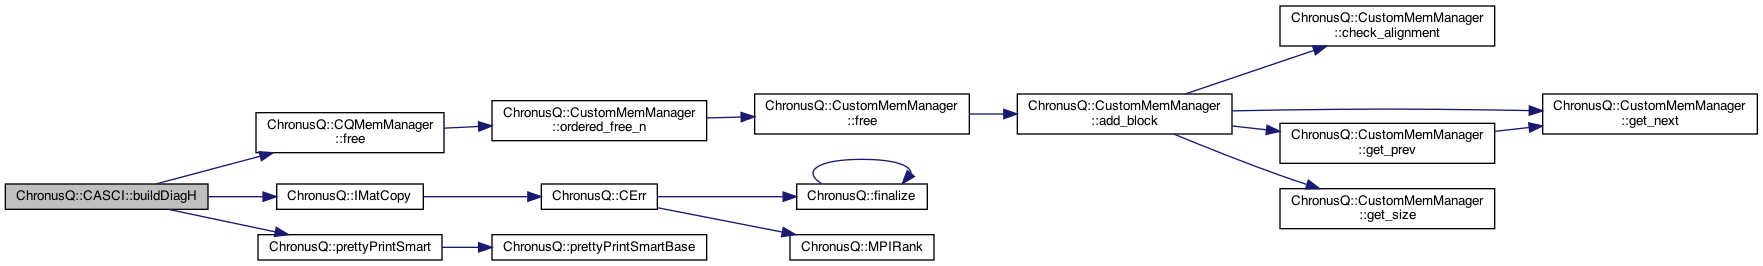 ChronusQ::CASCI::buildDiagH
ChronusQ::CQMemManager
::free
ChronusQ::CustomMemManager
::ordered_free_n
ChronusQ::CustomMemManager
::free
ChronusQ::CustomMemManager
::add_block
ChronusQ::CustomMemManager
::check_alignment
ChronusQ::CustomMemManager
::get_next
ChronusQ::CustomMemManager
::get_prev
ChronusQ::CustomMemManager
::get_size
ChronusQ::IMatCopy
ChronusQ::CErr
ChronusQ::finalize
ChronusQ::MPIRank
ChronusQ::prettyPrintSmart
ChronusQ::prettyPrintSmartBase